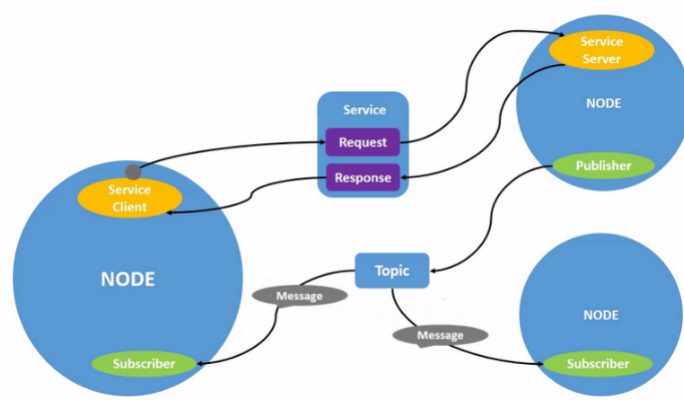 Service
Server
NODE
Publisher
Service
Request
Response
Service
Client
NODE
Subscriber
Topic
Message
Message
NODE
Subscriber